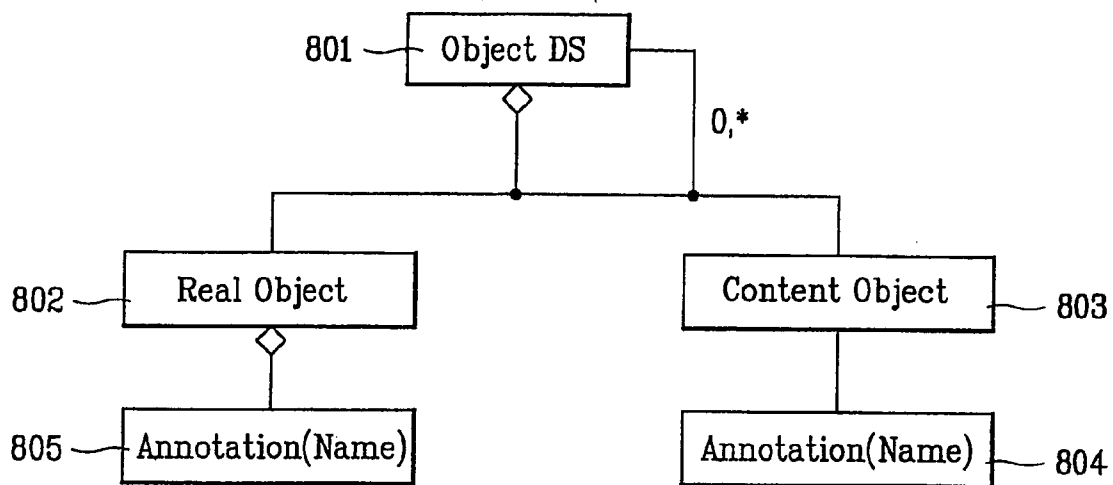 801 Object DS
0,*
802 Real Object
Content Object 803
805 Annotation(Name)
Annotation(Name) 804